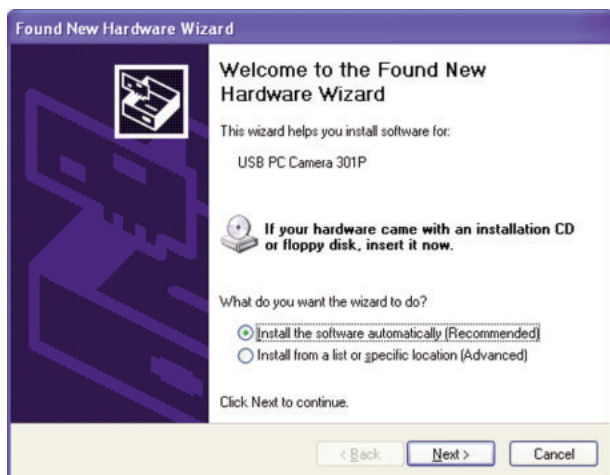 Found New Hardware Wizard
Welcome to the Found New
Hardware Wizard
This wizard helps you install software for:
USB PC Camera 301P
If your hardware came with an installation CD
or floppy disk, insert it now.
What do you want the wizard to do?
Install the software automatically (Recommended)
Install from a list or specific location (Advanced)
Click Next to continue.
< Back
Next >
Cancel